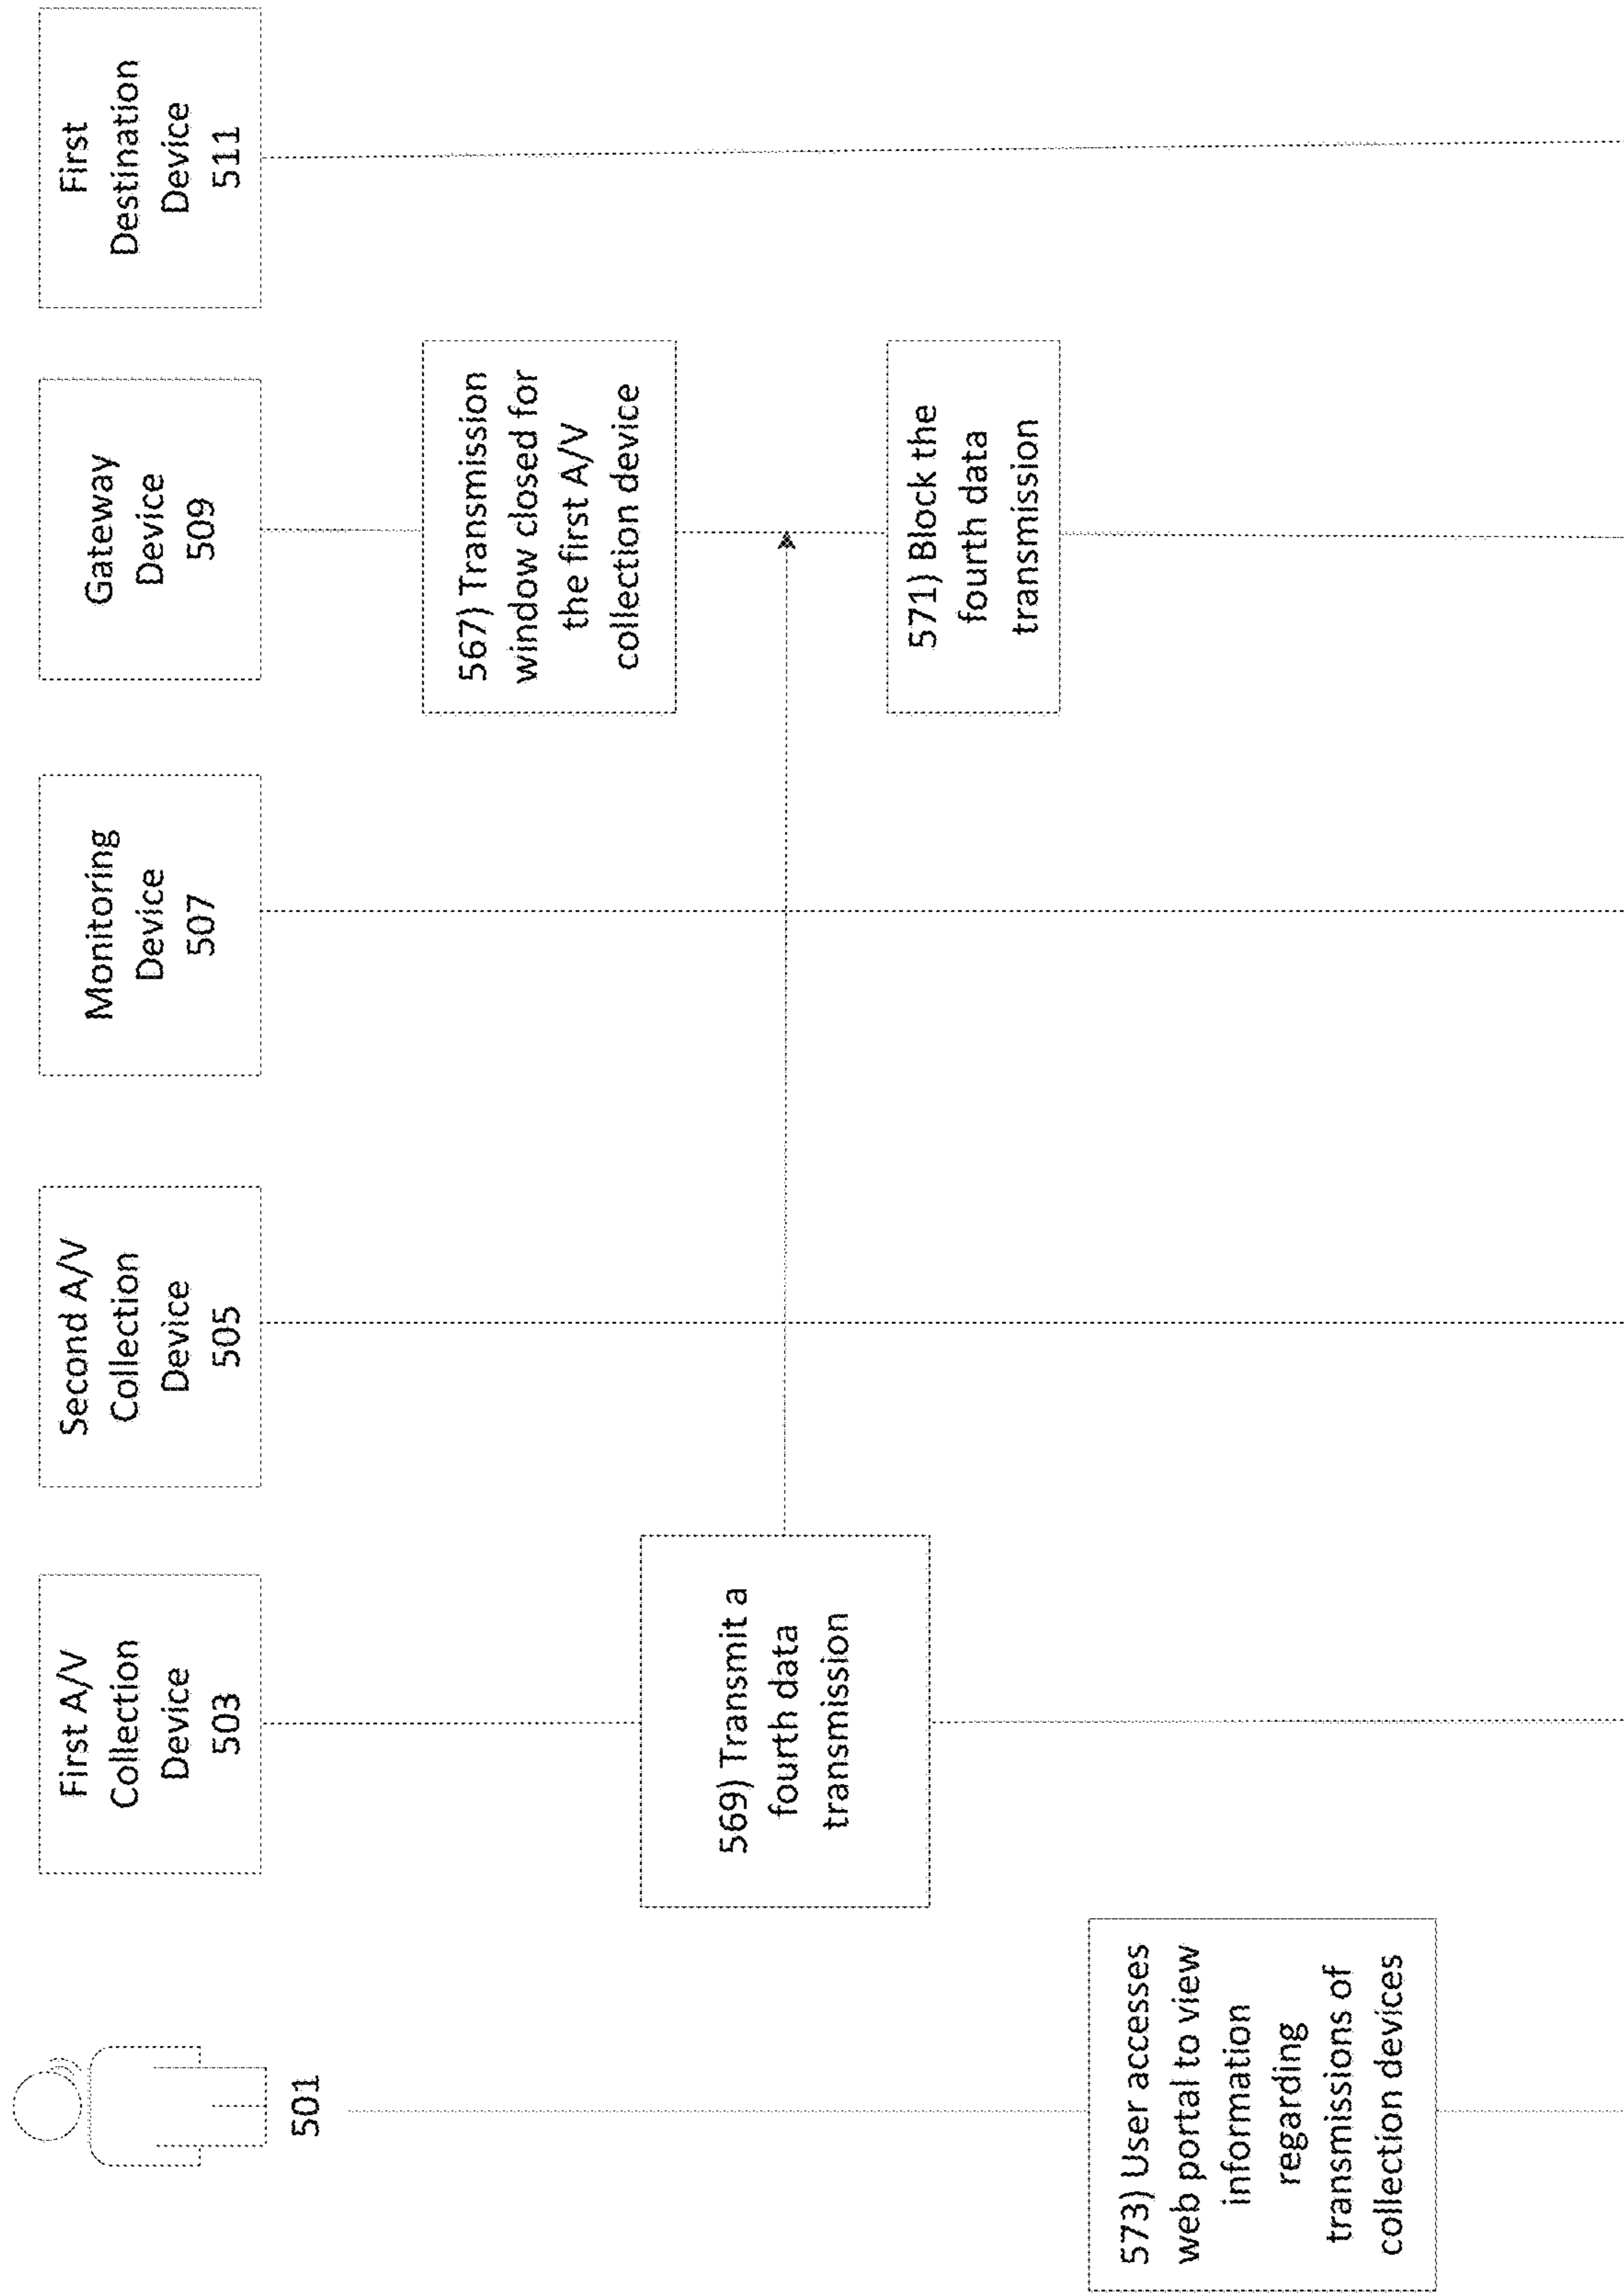 501
First A/V
Collection
Device
503
Second A/V
Collection
Device
505
Monitoring
Device
507
Gateway
Device
509
First
Destination
Device
511
567) Transmission
window closed for
the first A/V
collection device
569) Transmit a
fourth data
transmission
571) Block the
fourth data
transmission
573) User accesses
web portal to view
information
regarding
transmissions of
collection devices